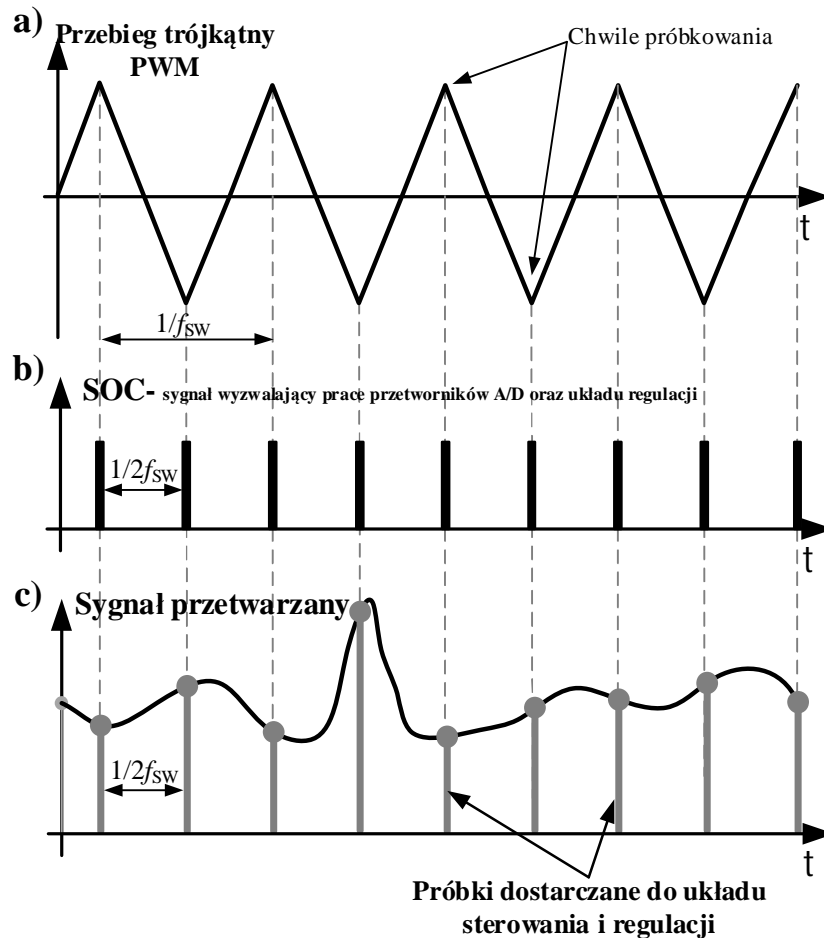 a)
Przebieg trójkątny
PWM
Chwile próbkowania
t
1/fSW
b)
SOC- sygnał wyzwalający prace przetworników A/D oraz układu regulacji
1/2fSW
t
c)
Sygnał przetwarzany
1/2fSW
t
Próbki dostarczane do układu
sterowania i regulacji